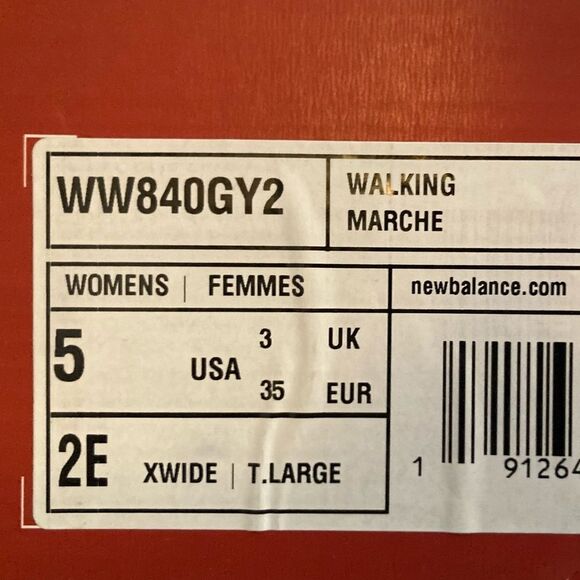 WW840GY2
WALKING
MARCHE
WOMENS | FEMMES
newbalance.com
5 USA 3 UK
35 EUR
2E XWIDE | T.LARGE
1 91264